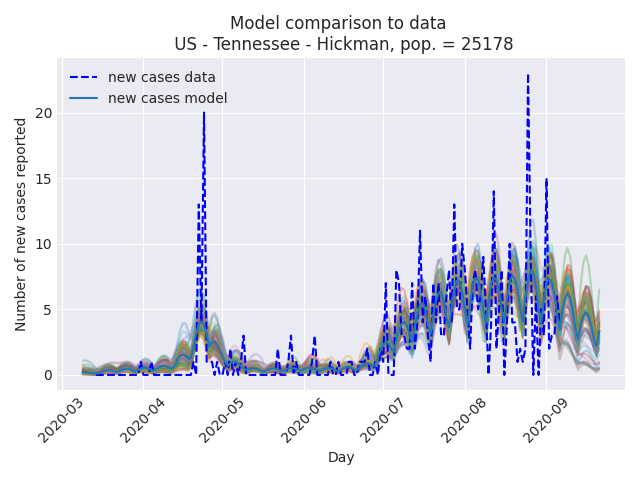 Model comparison to data
US - Tennessee - Hickman, pop. = 25178
new cases data
new cases model
Number of new cases reported
20
15
10
5
0
2020-03
2020-04
2020-05
2020-06
2020-07
2020-08
2020-09
Day